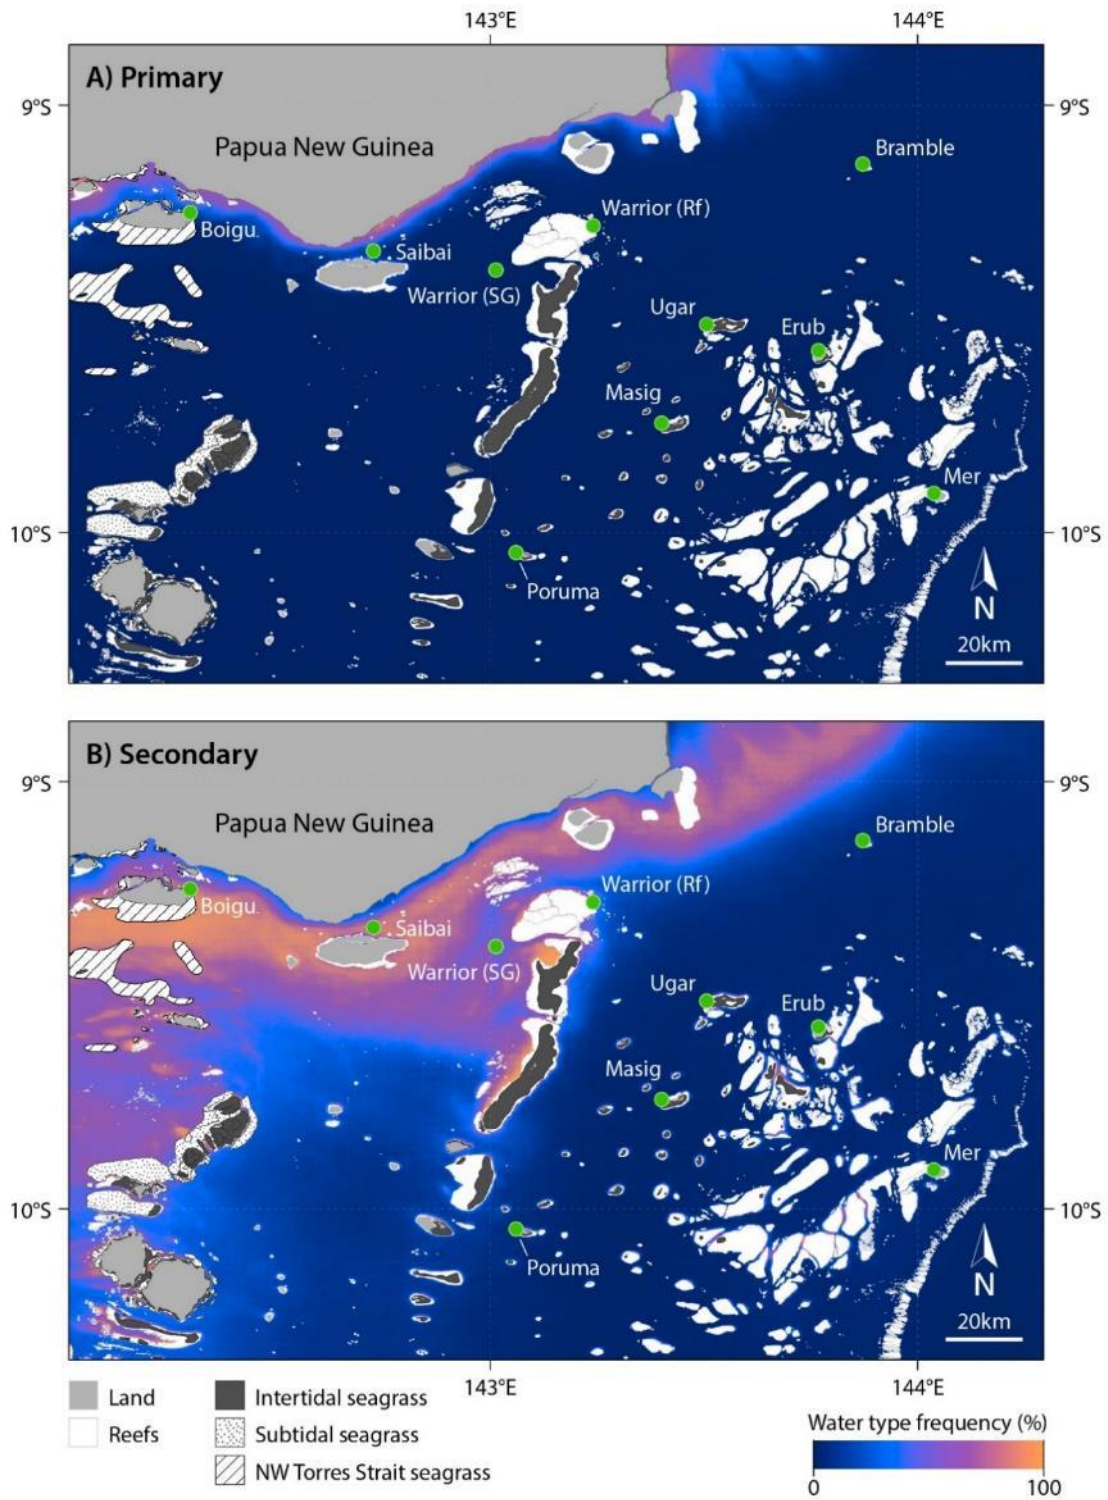 143°E 144°E
A) Primary
9°S 9°S
Papua New Guinea
Bramble
Warrior (Rf)
Boigu
Saibai
Warrior (SG)
Ugar
Erub
Masig
Mer
10°S 10°S
Poruma
N
20km
B) Secondary
9°S 9°S
Papua New Guinea
Bramble
Warrior (Rf)
Boigu
Saibai
Warrior (SG)
Ugar
Erub
Masig
Mer
10°S 10°S
Poruma
N
20km
143°E 144°E
Land Intertidal seagrass
Reefs Subtidal seagrass
NW Torres Strait seagrass
Water type frequency (%)
0 100